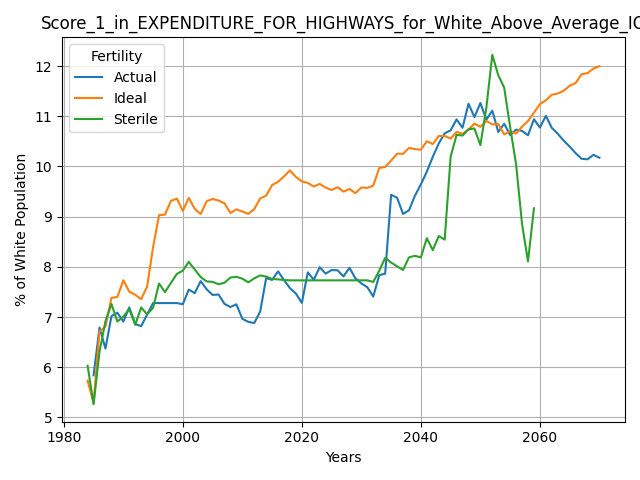 Score_1_in_EXPENDITURE_FOR_HIGHWAYS_for_White_Above_Average_IQ
Fertility
Actual
Ideal
Sterile
12
11
10
9
8
7
6
5
% of White Population
1980
2000
2020
2040
2060
Years